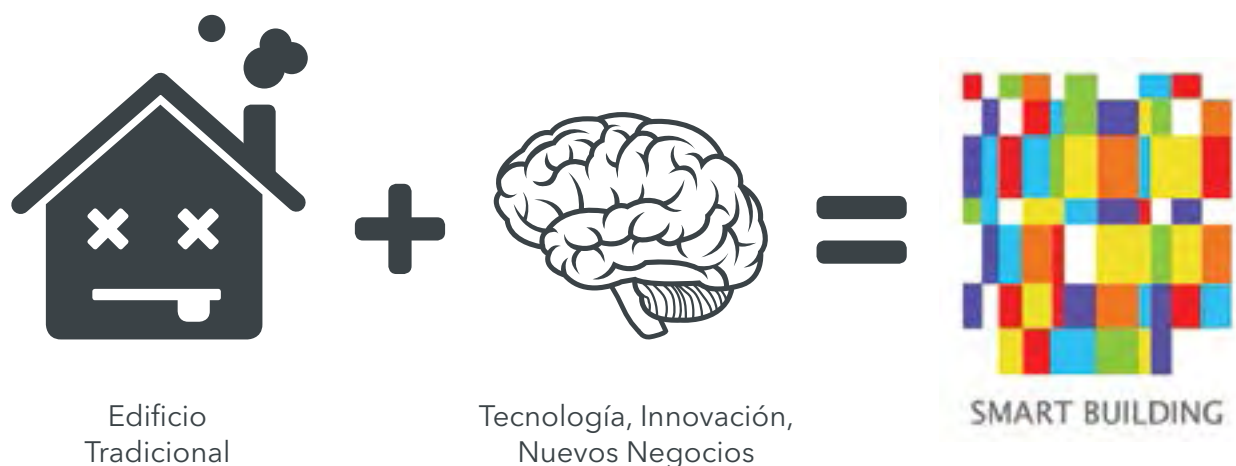 Edificio
Tradicional
Tecnología, Innovación,
Nuevos Negocios
SMART BUILDING